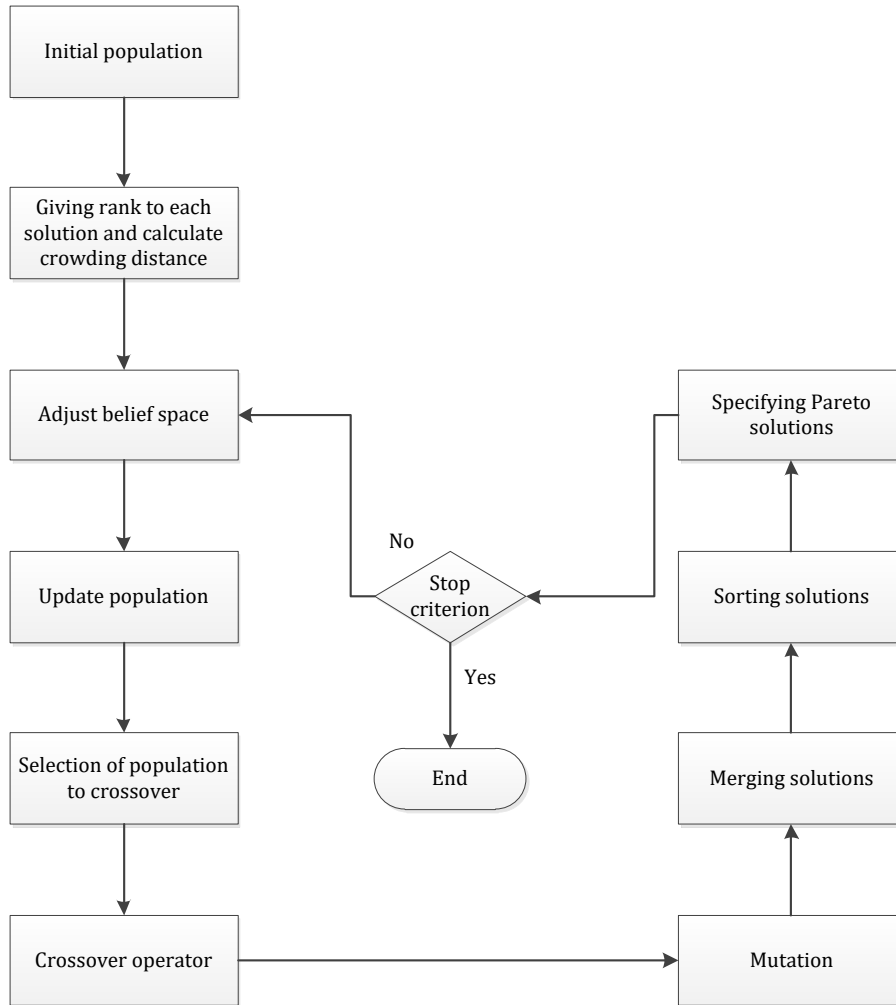 Initial population
Giving rank to each
solution and calculate
crowding distance
Adjust belief space
Update population
Selection of population
to crossover
Crossover operator
Mutation
Merging solutions
Sorting solutions
Specifying Pareto
solutions
Stop
criterion
No
Yes
End